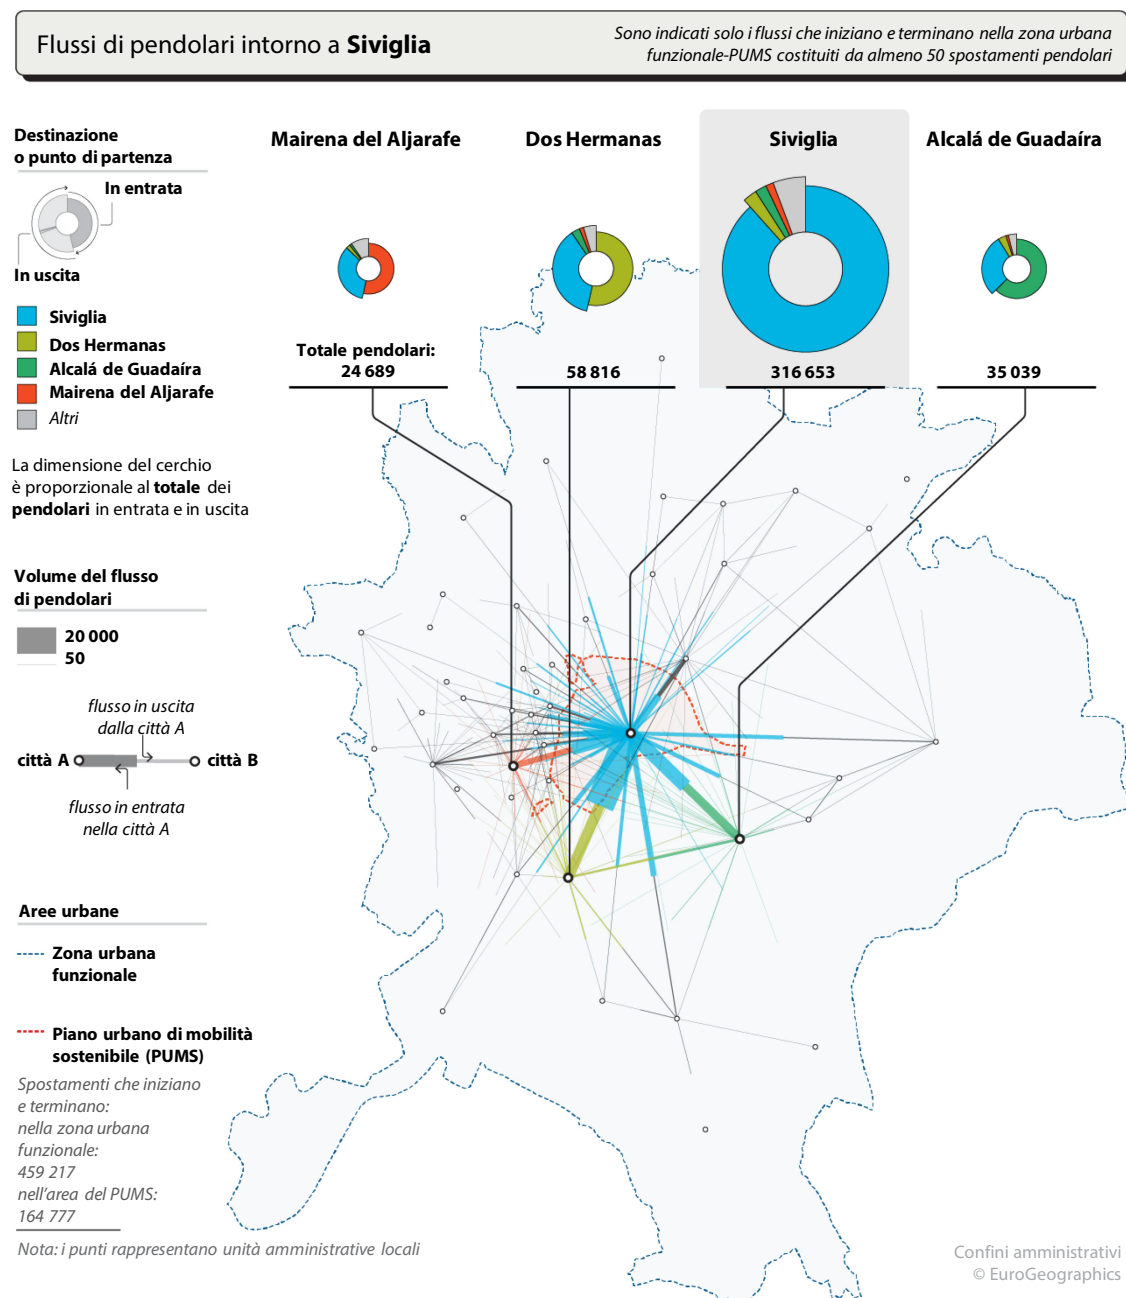 Flussi di pendolari intorno a Siviglia
Sono indicati solo i flussi che iniziano e terminano nella zona urbana
funzionale-PUMS costituiti da almeno 50 spostamenti pendolari
Destinazione
o punto di partenza
In entrata
In uscita
Siviglia
Dos Hermanas
Alcalá de Guadaíra
Mairena del Aljarafe
Altri
La dimensione del cerchio
è proporzionale al totale dei
pendolari in entrata e in uscita
Mairena del Aljarafe
Dos Hermanas
Siviglia
Alcalá de Guadaíra
Totale pendolari:
24 689
58 816
316 653
35 039
Volume del flusso
di pendolari
20 000
50
flusso in uscita
dalla città A
città A
città B
flusso in entrata
nella città A
Aree urbane
Zona urbana
funzionale
Piano urbano di mobilità
sostenibile (PUMS)
Spostamenti che iniziano
e terminano:
nella zona urbana
funzionale:
459 217
nell'area del PUMS:
164 777
Nota: i punti rappresentano unità amministrative locali
Confini amministrativi
© EuroGeographics